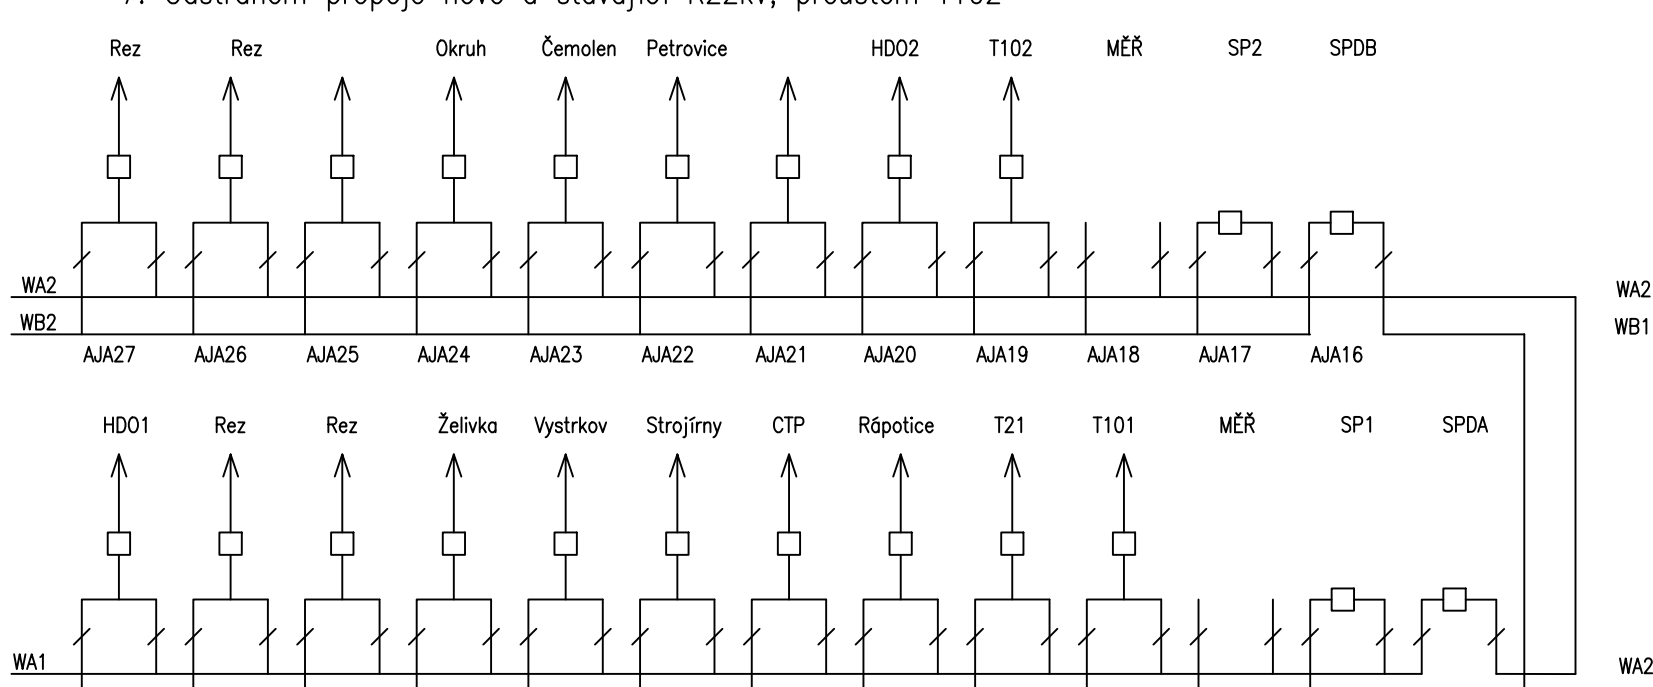 Rez Rez Okruh Čemolen Petrovice HDO2 T102 MĚŘ SP2 SPDB
WA2 WA2
WB2 WB1
AJA27 AJA26 AJA25 AJA24 AJA23 AJA22 AJA21 AJA20 AJA19 AJA18 AJA17 AJA16
HDO1 Rez Rez Želivka Vystrkov Strojírny CTP Rápotice T21 T101 MĚŘ SP1 SPDA
WA1 WA2